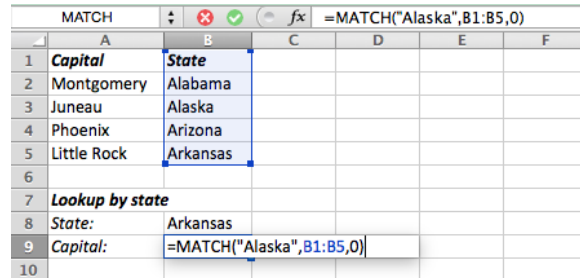 MATCH fx =MATCH("Alaska",B1:B5,0)
A B C D E F
1 Capital State
2 Montgomery Alabama
3 Juneau Alaska
4 Phoenix Arizona
5 Little Rock Arkansas
6
7 Lookup by state
8 State: Arkansas
9 Capital: =MATCH("Alaska",B1:B5,0)
10